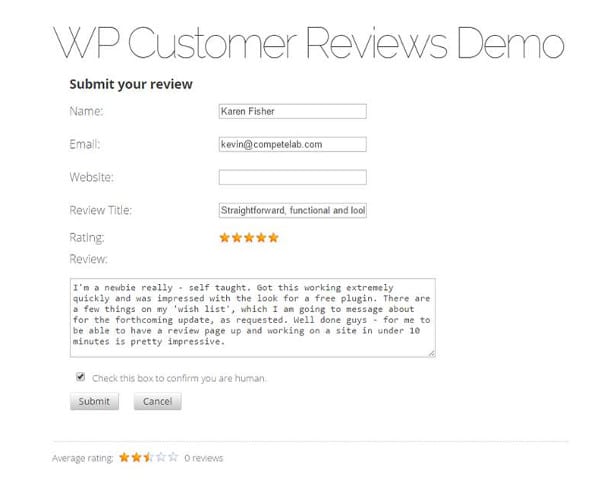 WP Customer Reviews Demo
Submit your review
Name: Karen Fisher
Email: kevin@competelab.com
Website:
Review Title: Straightforward, functional and lool
Rating:
Review:
I'm a newbie really - self taught. Got this working extremely
quickly and was impressed with the look for a free plugin. There are
a few things on my 'wish list', which I am going to message about
for the forthcoming update, as requested. Well done guys - for me to
be able to have a review page up and working on a site in under 10
minutes is pretty impressive.
Check this box to confirm you are human.
Submit Cancel
Average rating: 0 reviews